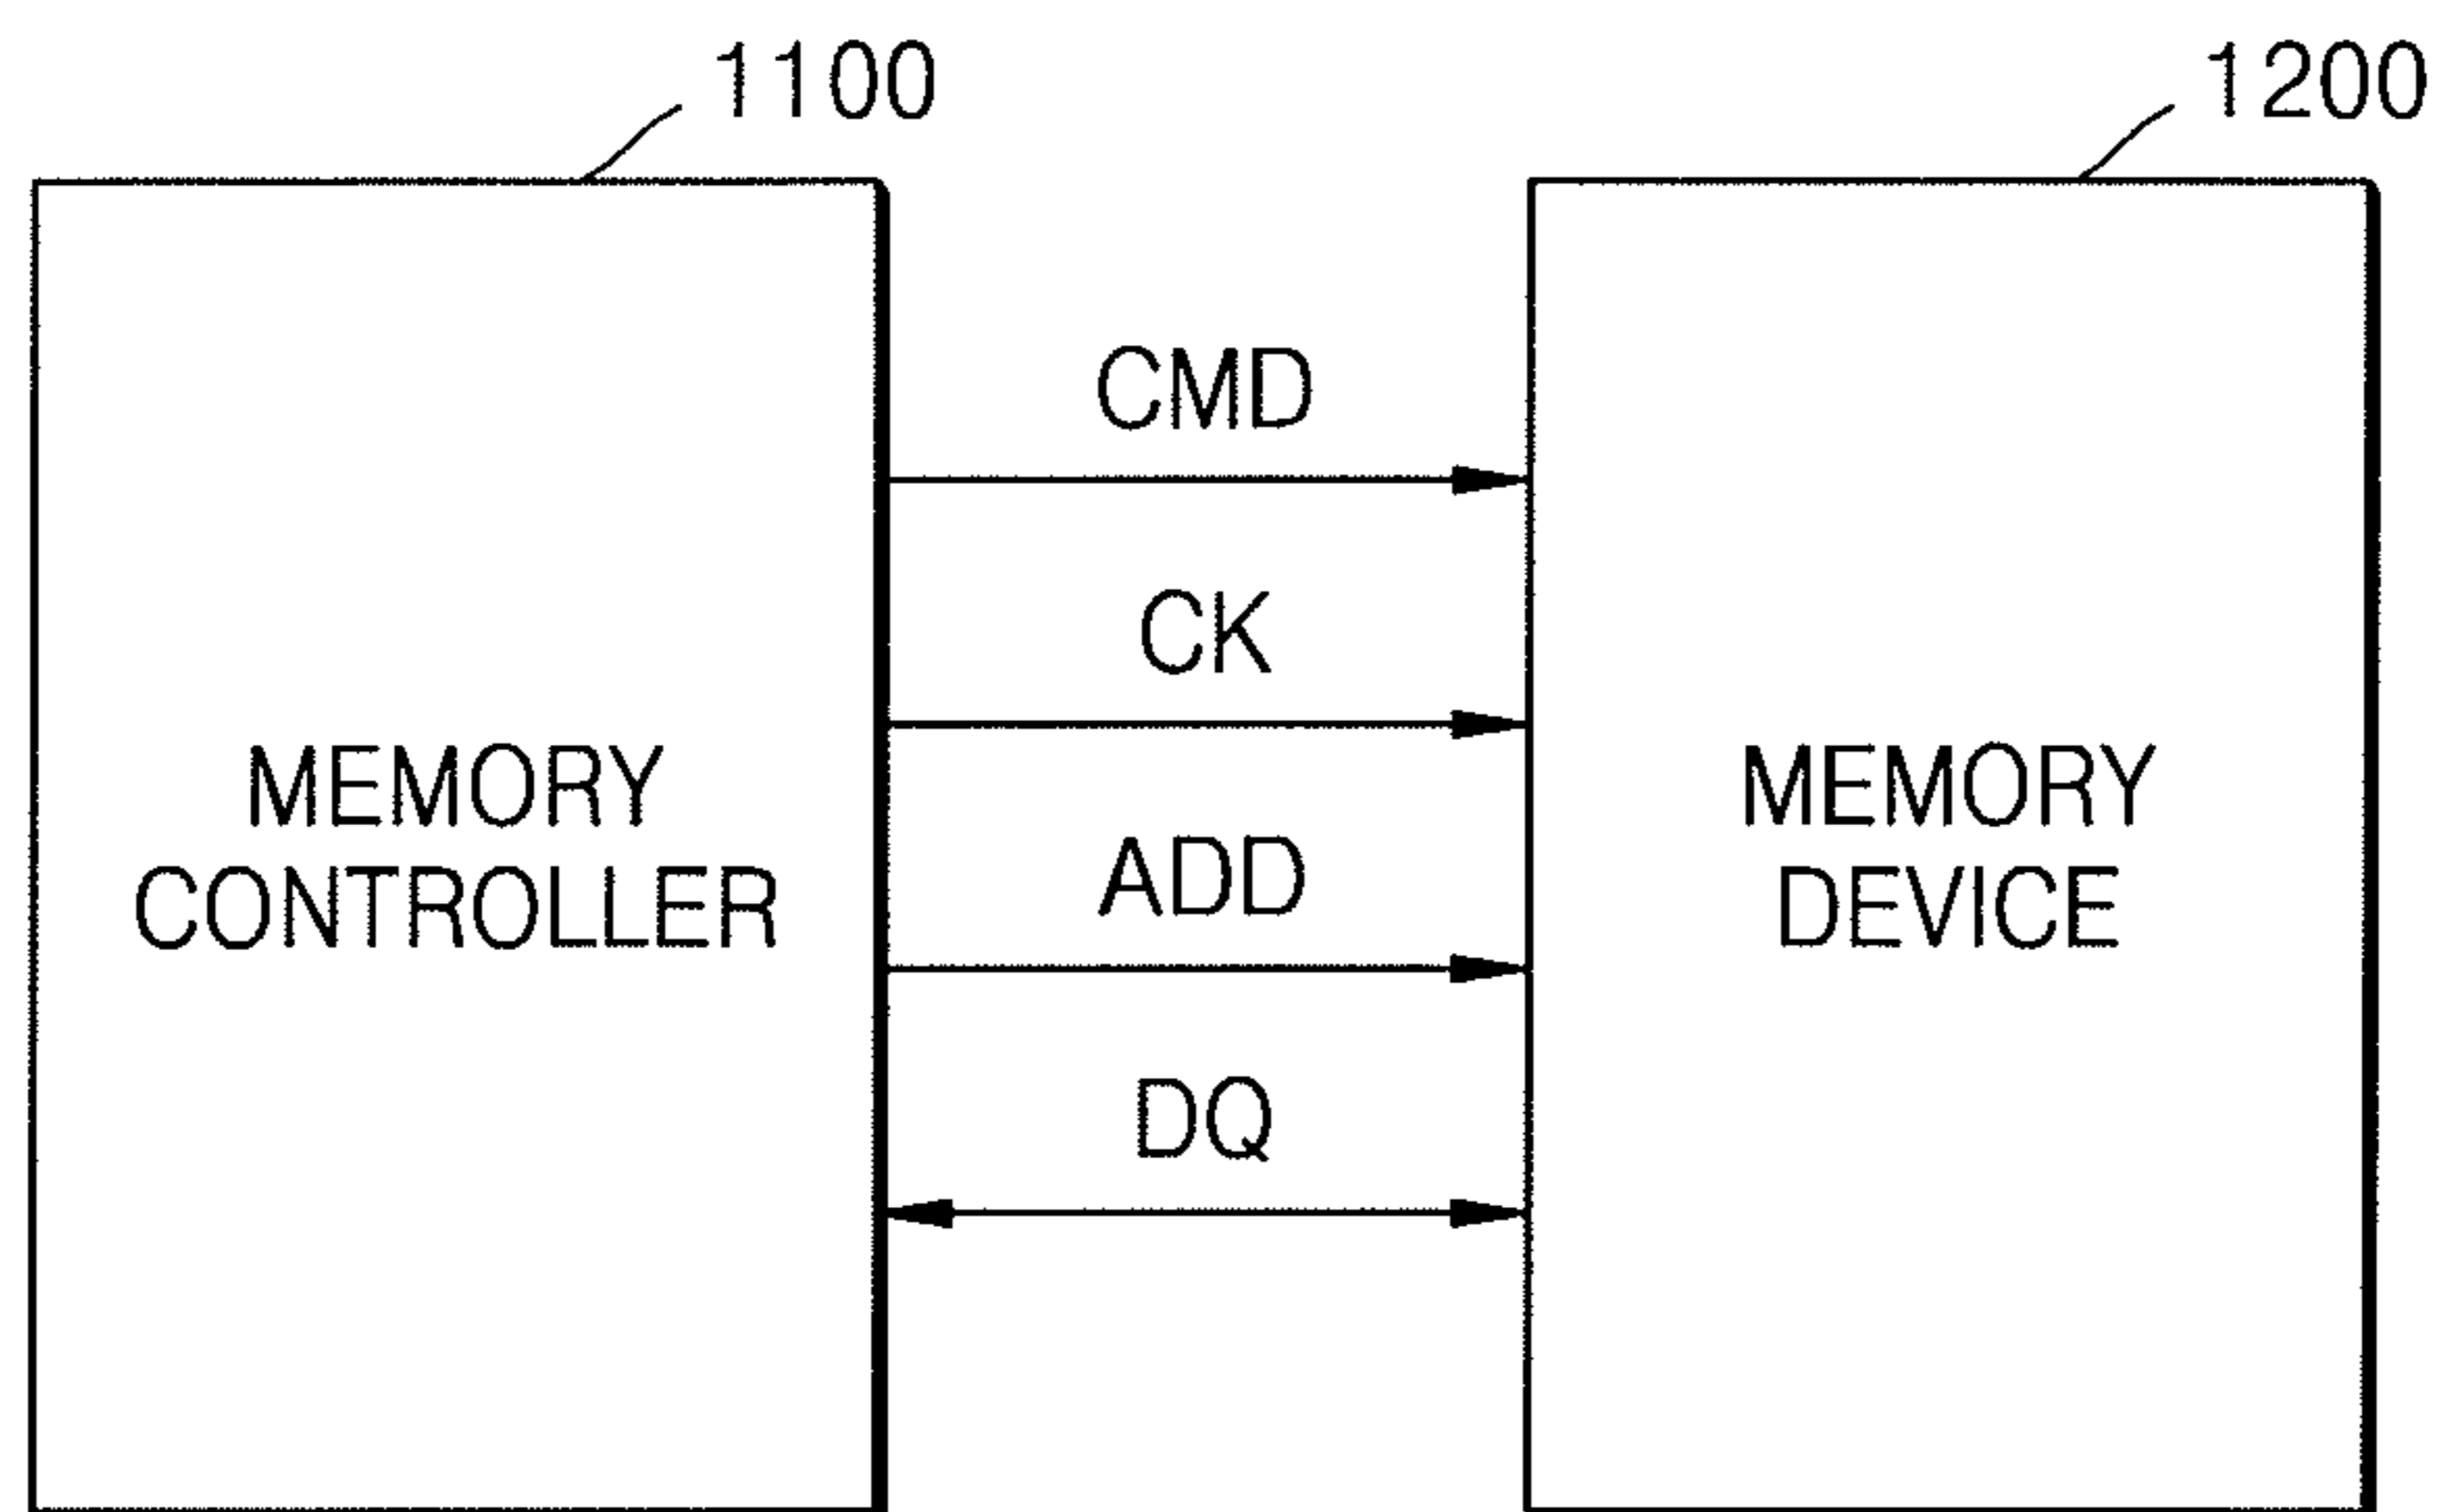 1100
1200
CMD
CK
MEMORY
CONTROLLER
ADD
DQ
MEMORY
DEVICE